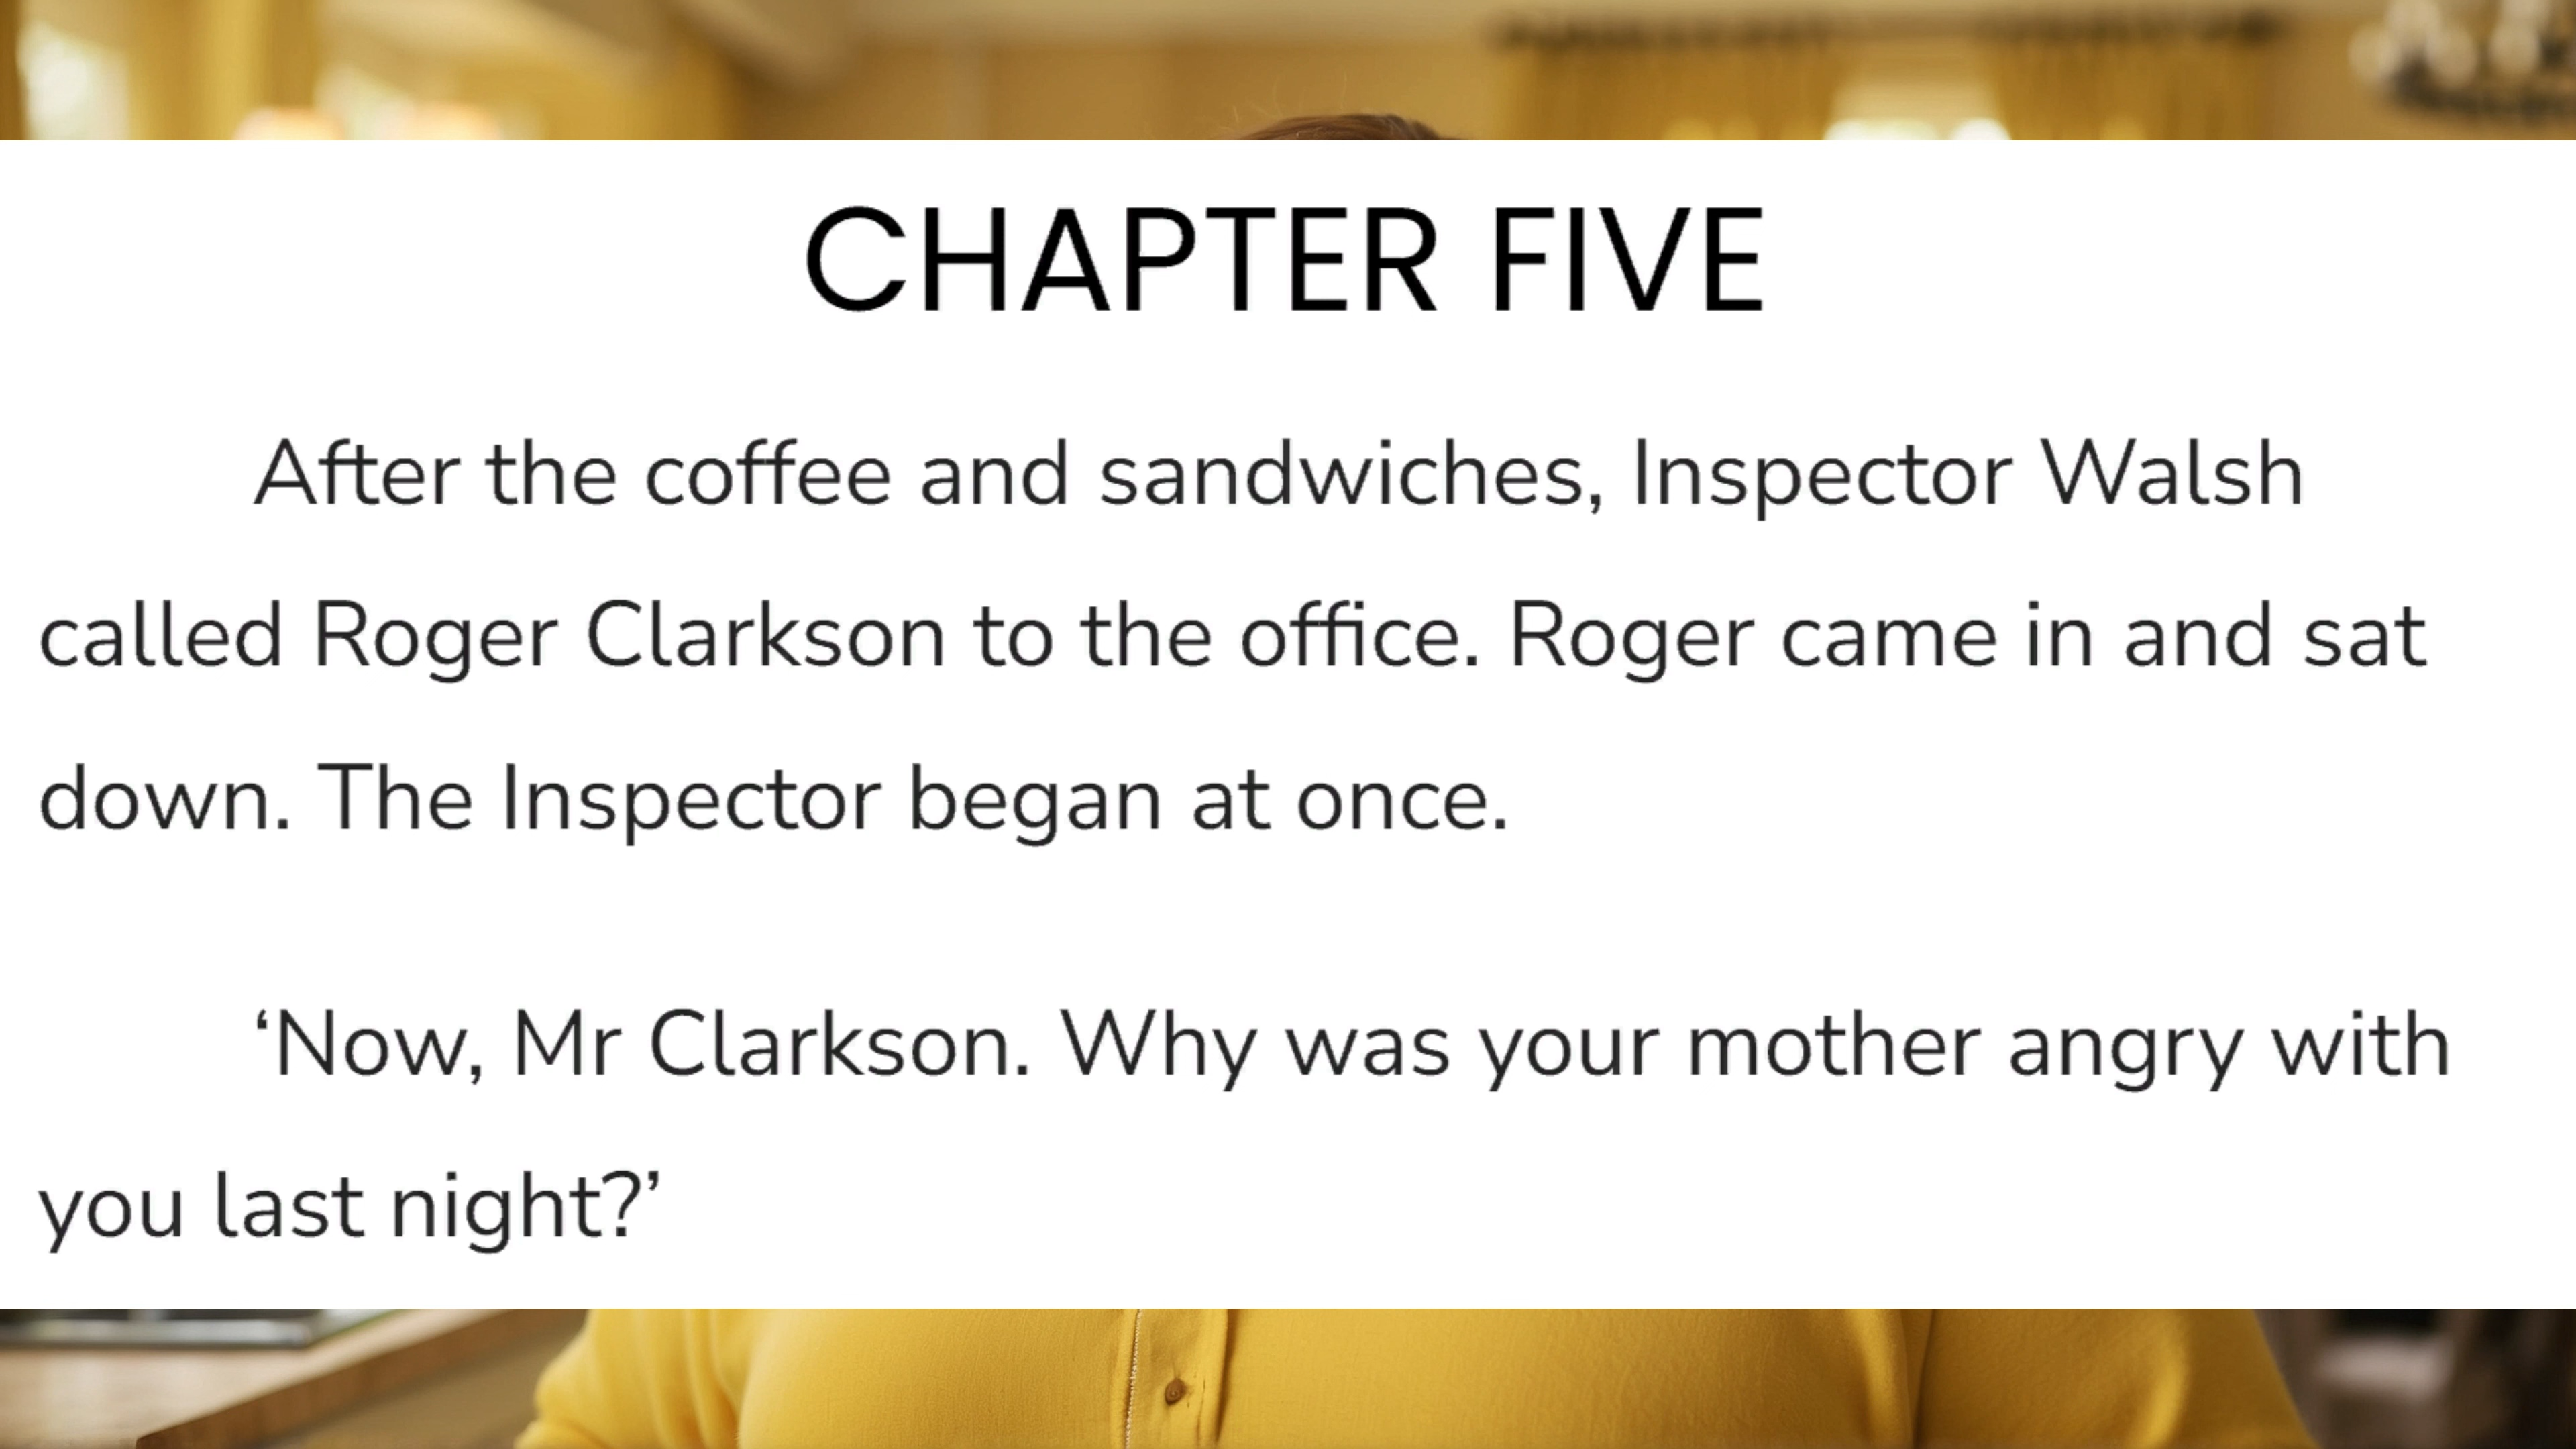 CHAPTER FIVE
After the coffee and sandwiches, Inspector Walsh
called Roger Clarkson to the office. Roger came in and sat
down. The Inspector began at once.
‘Now, Mr Clarkson. Why was your mother angry with
you last night?’